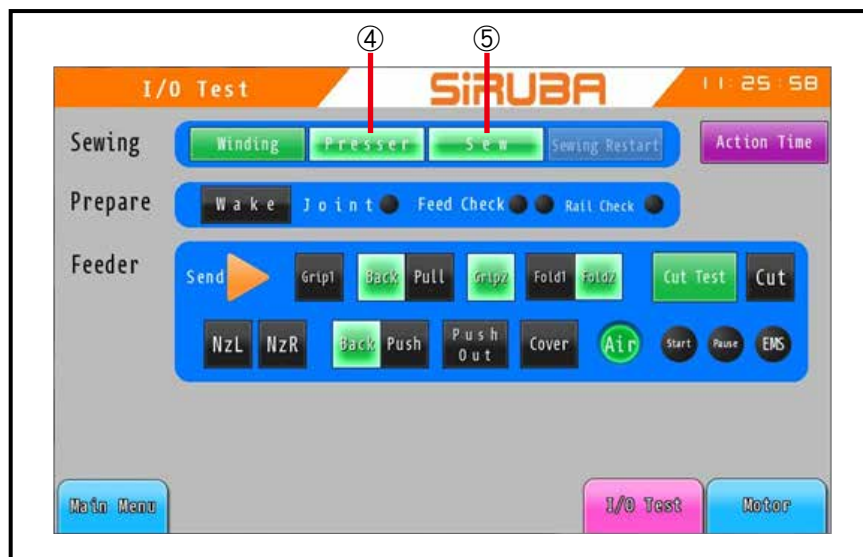 ④ ⑤
I/O Test SiRUBA 11:25:58
Sewing Winding Presser Sew Sewing Restart Action Time
Prepare Wake Joint Feed Check Rail Check
Feeder Send Grip1 Back Pull Grip2 Fold1 Fold2 Cut Test Cut
NzL NzR Back Push Push Out Cover Air Start Pause EMS
Main Menu I/O Test Motor